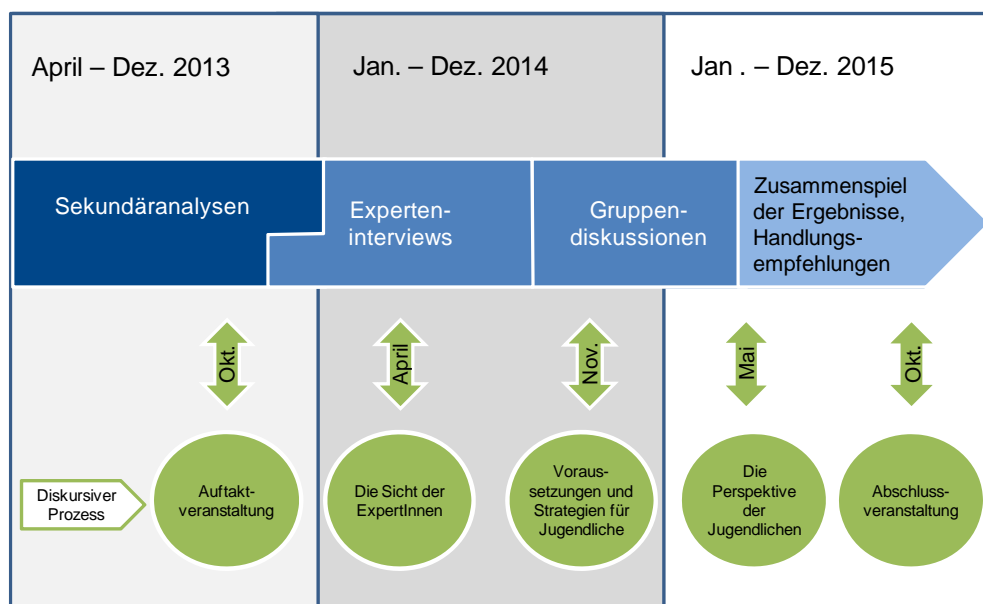 April – Dez. 2013
Jan. – Dez. 2014
Jan . – Dez. 2015
Sekundäranalysen
Experten-
interviews
Gruppen-
diskussionen
Zusammenspiel
der Ergebnisse,
Handlungs-
empfehlungen
Okt.
April
Nov.
Mai
Okt.
Diskursiver
Prozess
Auftakt-
veranstaltung
Die Sicht der
ExpertInnen
Voraus-
setzungen und
Strategien für
Jugendliche
Die
Perspektive
der
Jugendlichen
Abschluss-
veranstaltung